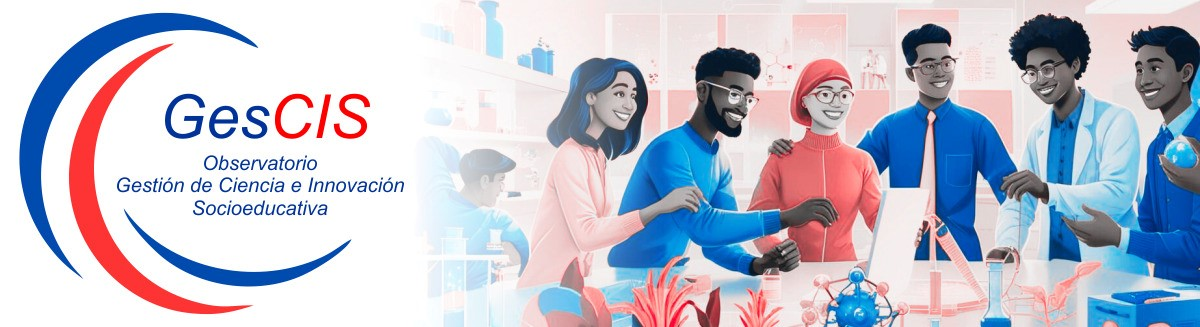 GesCIS
Observatorio
Gestión de Ciencia e Innovación
Socioeducativa